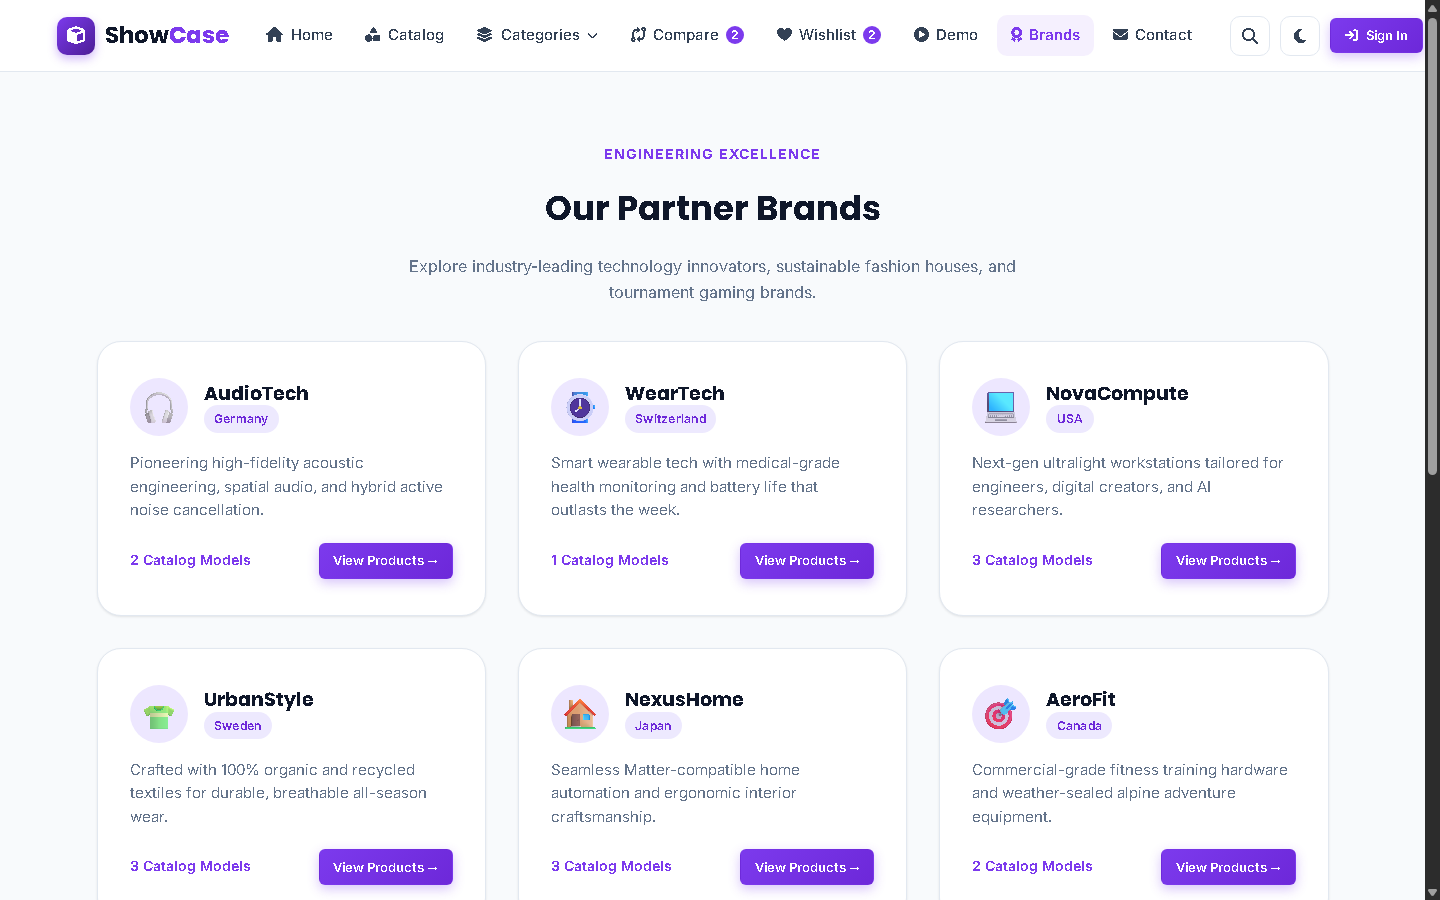 ShowCase
Home
Catalog
Categories
Compare 2
Wishlist 2
Demo
Brands
Contact
Sign In
ENGINEERING EXCELLENCE
Our Partner Brands
Explore industry-leading technology innovators, sustainable fashion houses, and
tournament gaming brands.
AudioTech
Germany
Pioneering high-fidelity acoustic
engineering, spatial audio, and hybrid active
noise cancellation.
2 Catalog Models
View Products →
WearTech
Switzerland
Smart wearable tech with medical-grade
health monitoring and battery life that
outlasts the week.
1 Catalog Models
View Products →
NovaCompute
USA
Next-gen ultralight workstations tailored for
engineers, digital creators, and AI
researchers.
3 Catalog Models
View Products →
UrbanStyle
Sweden
Crafted with 100% organic and recycled
textiles for durable, breathable all-season
wear.
3 Catalog Models
View Products →
NexusHome
Japan
Seamless Matter-compatible home
automation and ergonomic interior
craftsmanship.
3 Catalog Models
View Products →
AeroFit
Canada
Commercial-grade fitness training hardware
and weather-sealed alpine adventure
equipment.
2 Catalog Models
View Products →